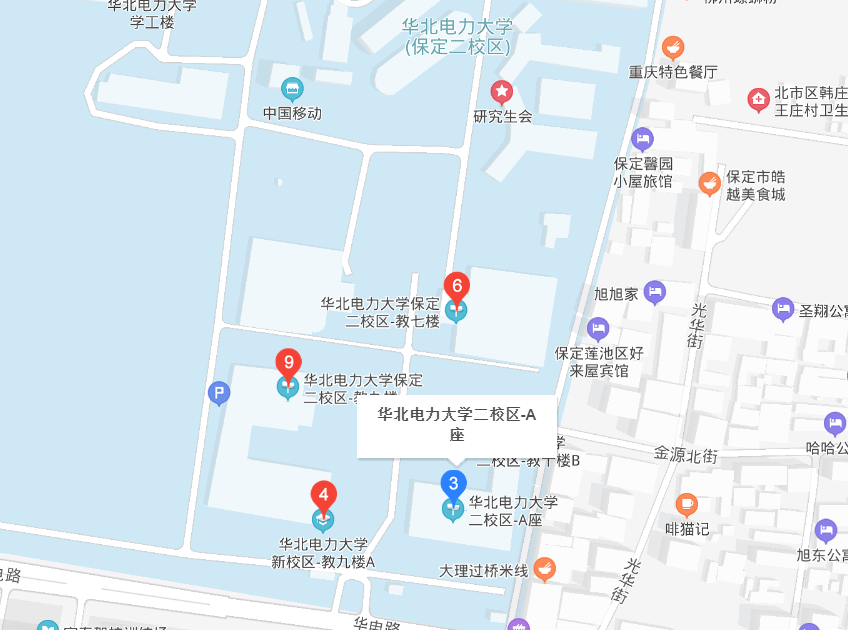 华北电力大学
学工楼
华北电力大学
(保定二校区)
重庆特色餐厅
中国移动
研究生会
北市区韩庄
王庄村卫生
保定馨园
小屋旅馆
保定市皓
越美食城
6
华北电力大学保定
二校区-教七楼
旭旭家
圣翔公寓
光华街
保定莲池区好
来屋宾馆
9
华北电力大学保定
P
华北电力大学二校区-A
座
学
二校区-教十楼B
金源北街
哈哈公
3
4
华北电力大学
二校区-A座
啡猫记
华北电力大学
新校区-教九楼A
旭东公寓
大理过桥米线
光华街
电路
华电路